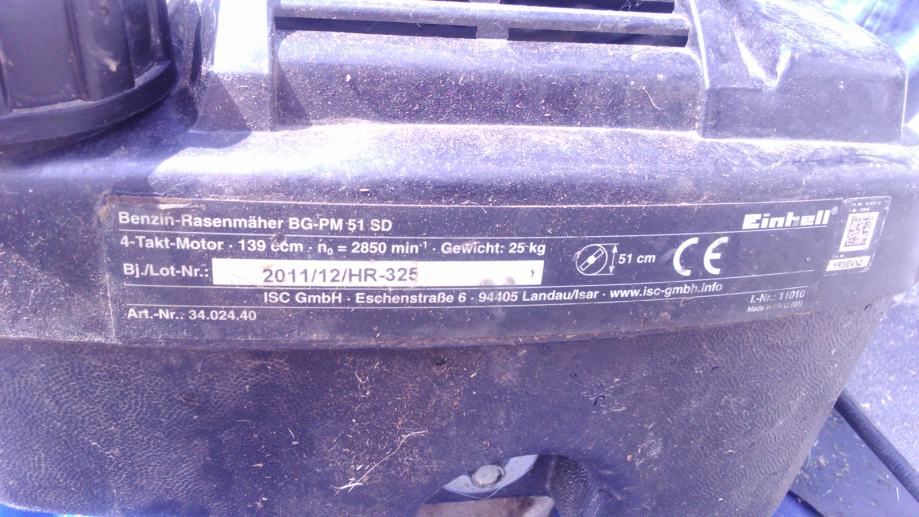 Benzin-Rasenmäher BG-PM 51 SD
Einhell®
4-Takt-Motor · 139 ccm · n₀ = 2850 min⁻¹ · Gewicht: 25 kg
51 cm
CE
Bj./Lot-Nr.: 2011/12/HR-325
ISC GmbH · Eschenstraße 6 · 94405 Landau/Isar · www.isc-gmbh.info
Art.-Nr.: 34.024.40
I.-Nr.: 11010
Made in